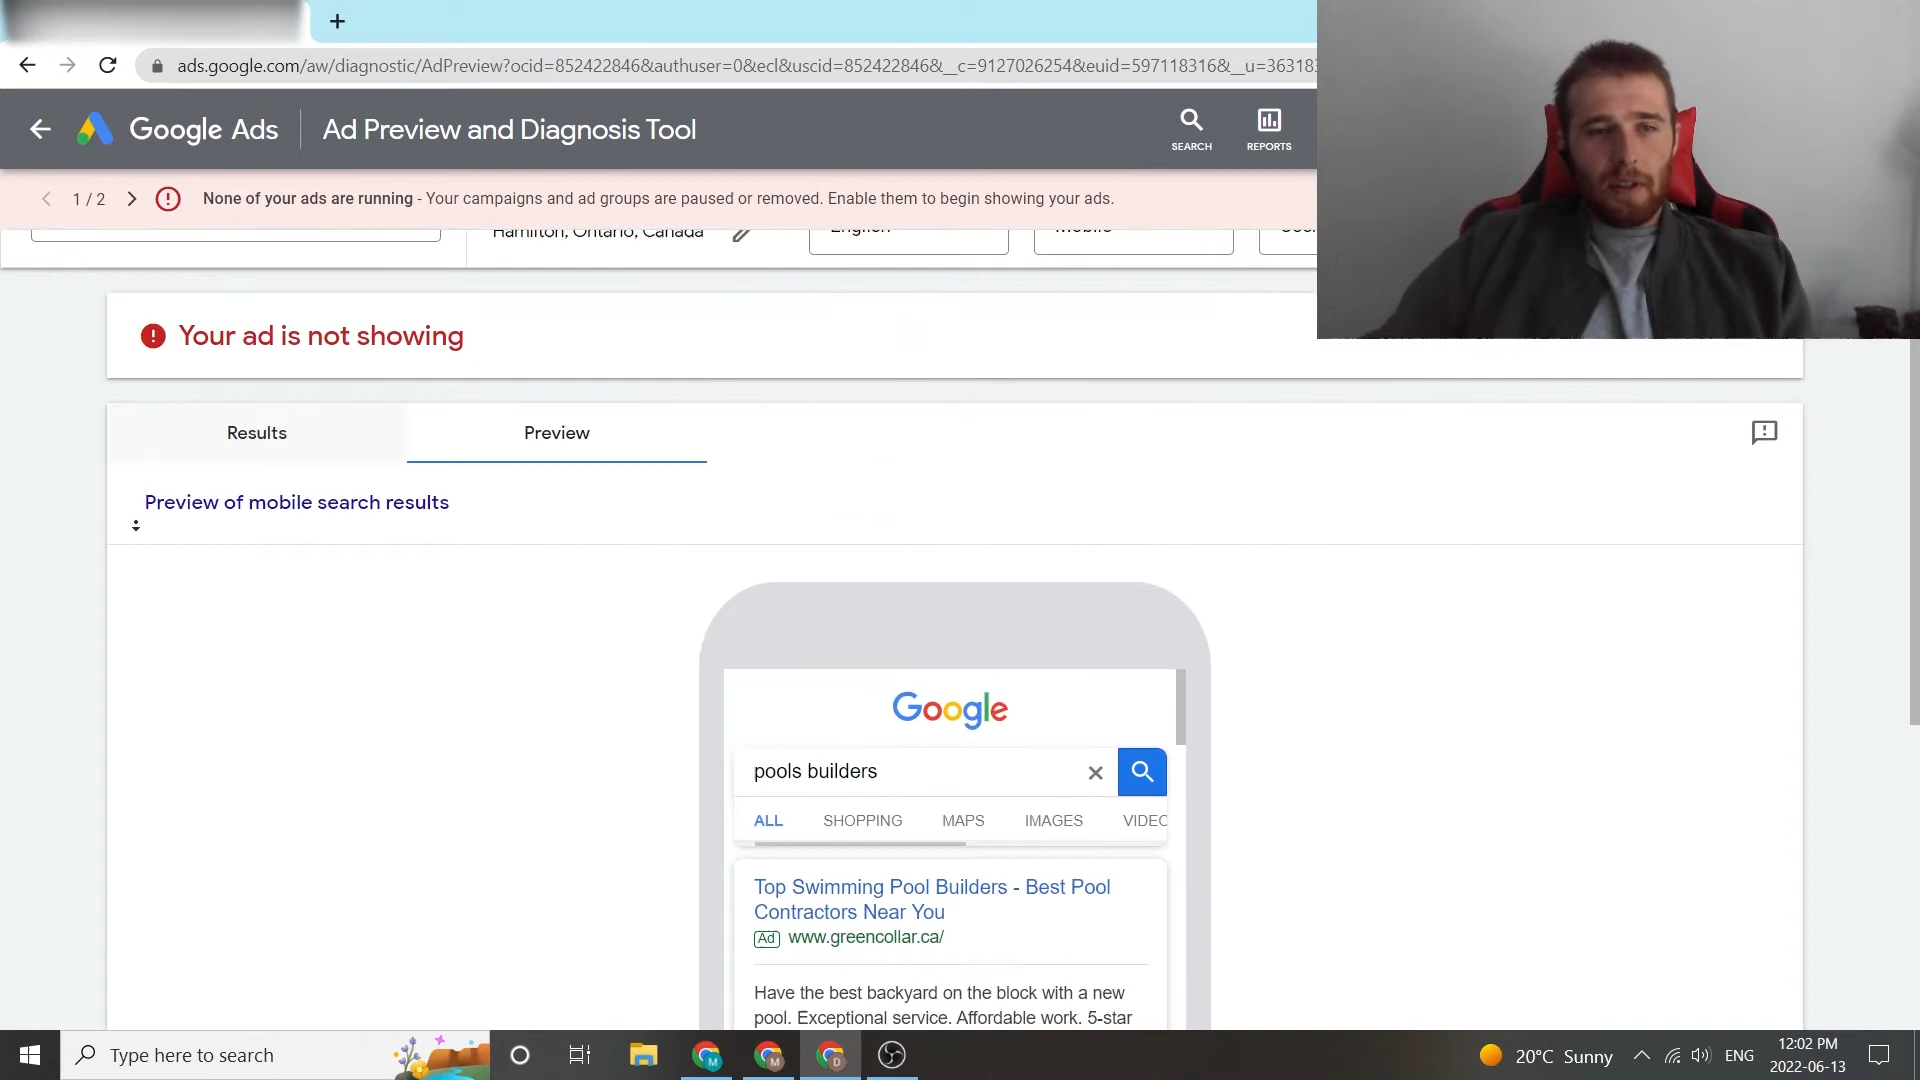 ads.google.com/aw/diagnostic/AdPreview?ocid=852422846&authuser=0&ecl&uscid=852422846&__c=9127026254&euid=597118316&__u=36318
Google Ads
Ad Preview and Diagnosis Tool
SEARCH
REPORTS
1 / 2
None of your ads are running - Your campaigns and ad groups are paused or removed. Enable them to begin showing your ads.
Hamilton, Ontario, Canada
English
Mobile
Your ad is not showing
Results
Preview
Preview of mobile search results
Google
pools builders
ALL
SHOPPING
MAPS
IMAGES
VIDEO
Top Swimming Pool Builders - Best Pool
Contractors Near You
Ad www.greencollar.ca/
Have the best backyard on the block with a new
pool. Exceptional service. Affordable work. 5-star
Type here to search
M
M
D
20°C Sunny
ENG
12:02 PM
2022-06-13